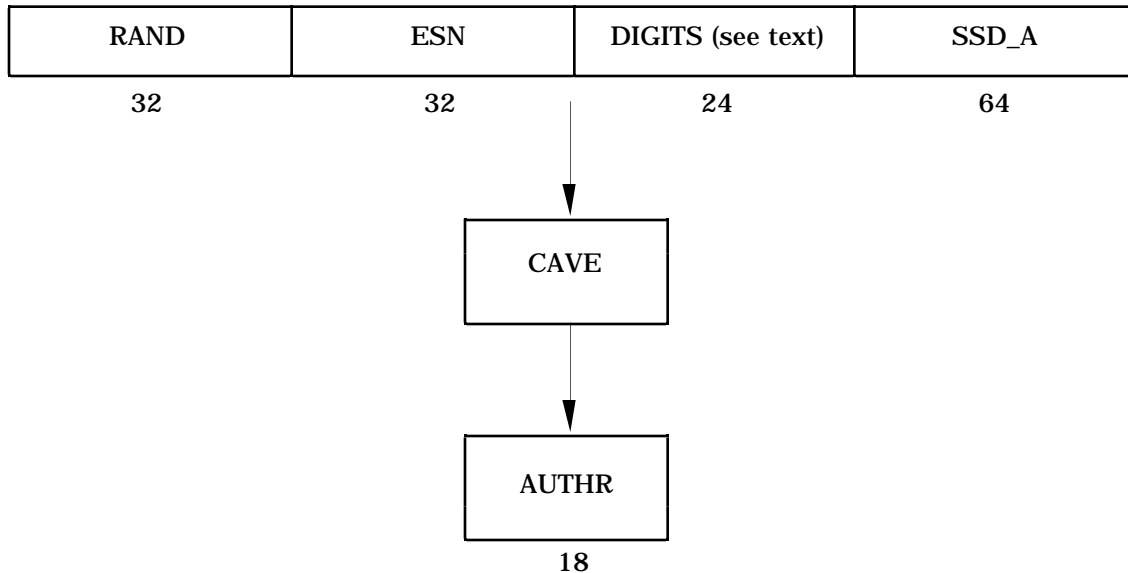 RAND ESN DIGITS (see text) SSD_A
32 32 24 64
CAVE
AUTHR
18